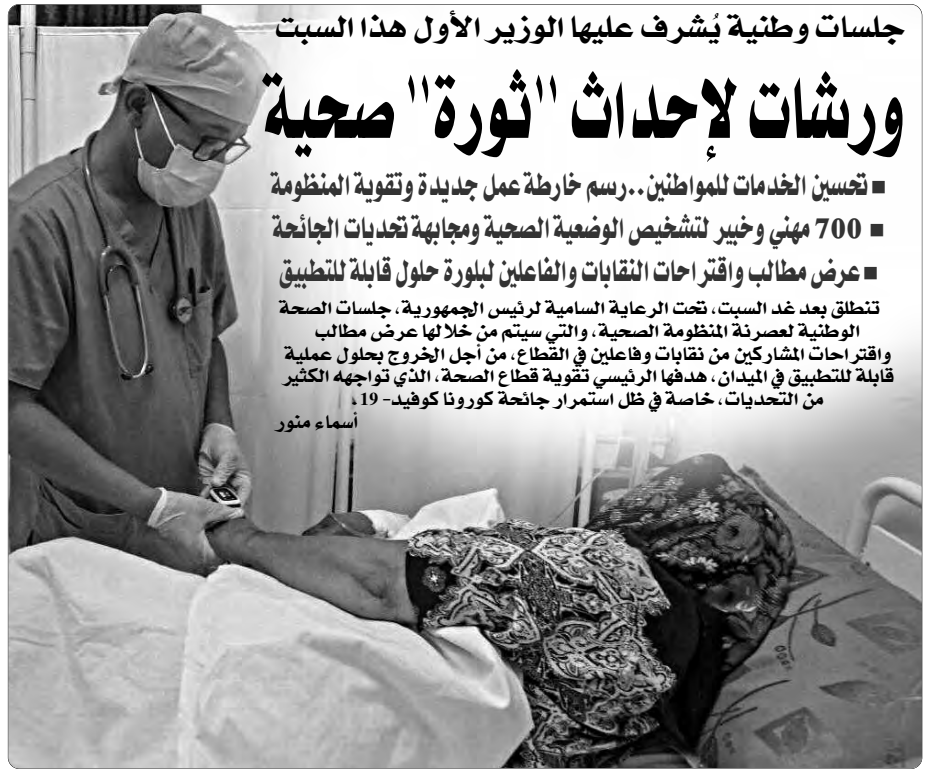 جلسات وطنية يُشرف عليها الوزير الأول هذا السبت
ورشات لإحداث "ثورة" صحية
■ تحسين الخدمات للمواطنين..رسم خارطة عمل جديدة وتقوية المنظومة
■ 700 مهني وخبير لتشخيص الوضعية الصحية ومجابهة تحديات الجائحة
■ عرض مطالب واقتراحات النقابات والفاعلين لبلورة حلول قابلة للتطبيق
تنطلق بعد غد السبت، تحت الرعاية السامية لرئيس الجمهورية، جلسات الصحة
الوطنية لعصرنة المنظومة الصحية، والتي سيتم من خلالها عرض مطالب
واقتراحات المشاركين من نقابات وفاعلين في القطاع، من أجل الخروج بحلول عملية
قابلة للتطبيق في الميدان، هدفها الرئيسي تقوية قطاع الصحة، الذي تواجهه الكثير
من التحديات، خاصة في ظل استمرار جائحة كورونا كوفيد- 19.
أسماء منور